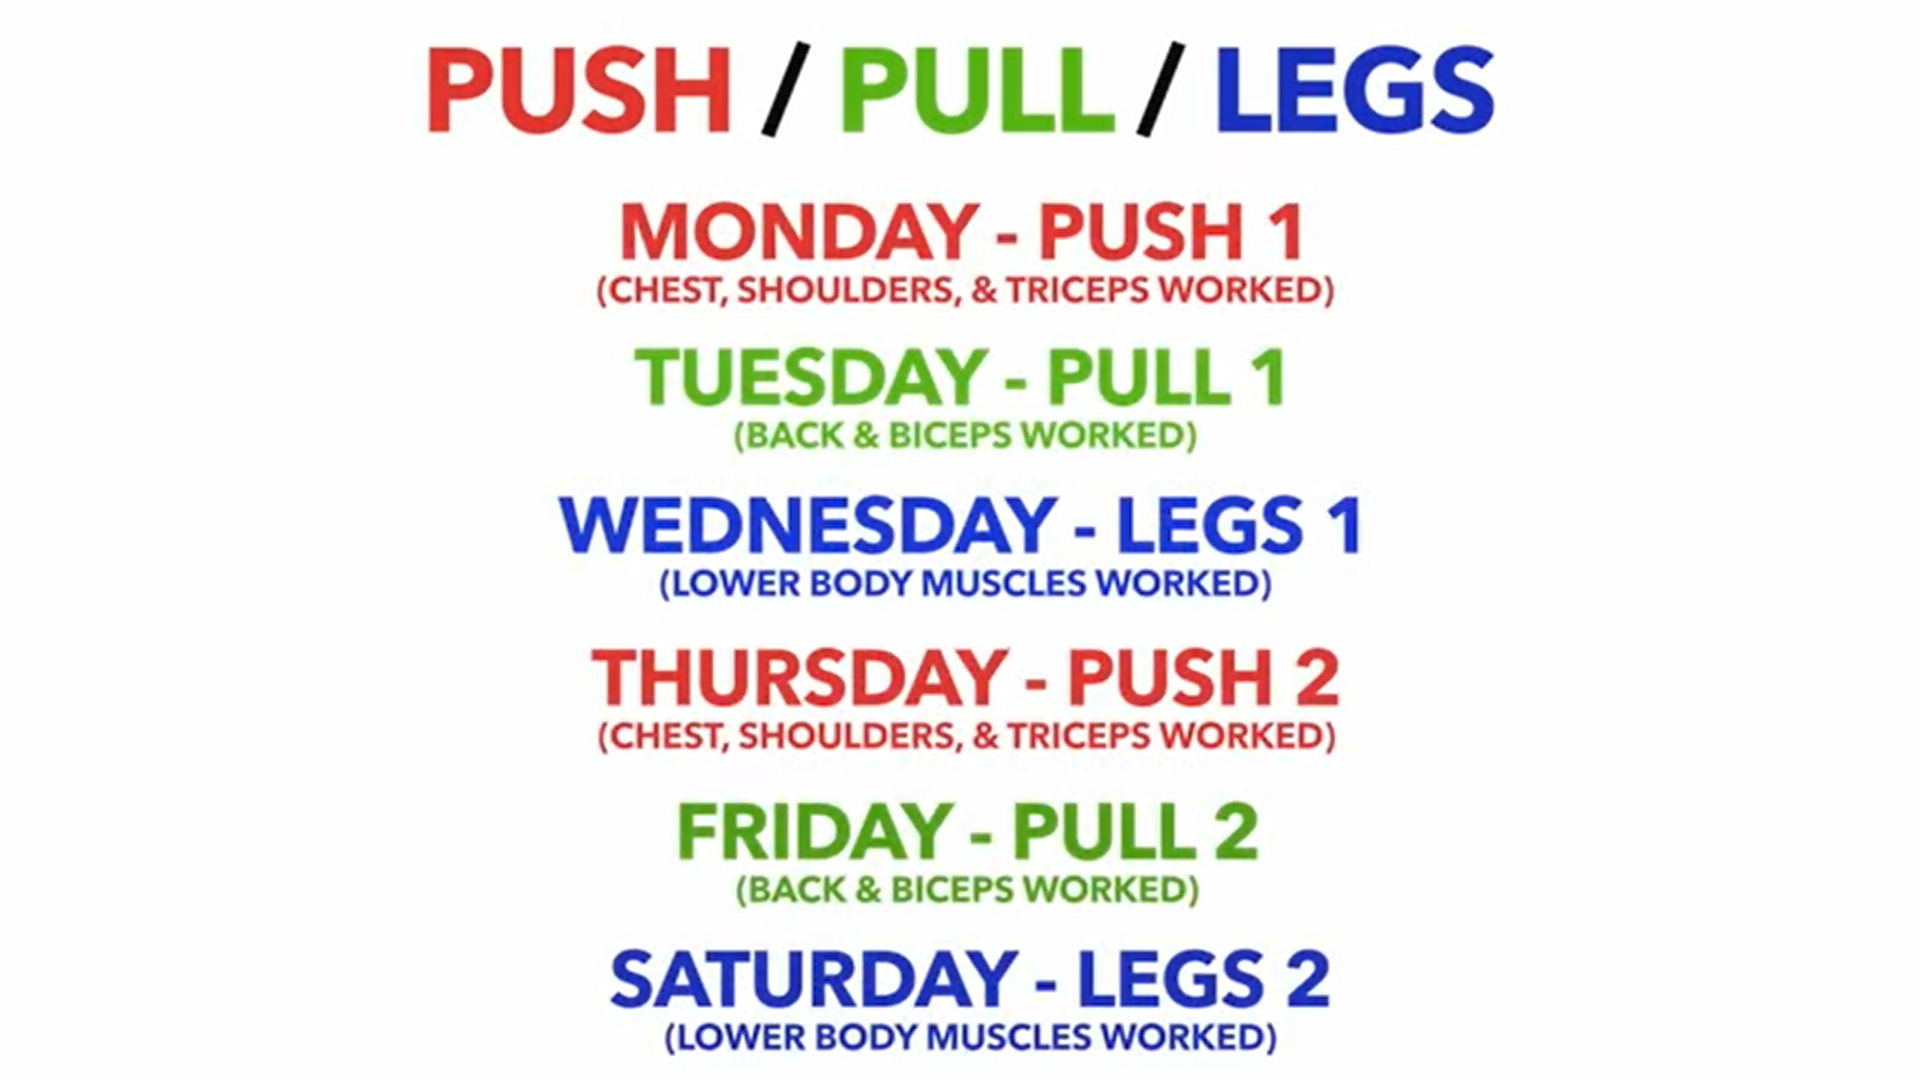 PUSH / PULL / LEGS
MONDAY - PUSH 1
(CHEST, SHOULDERS, & TRICEPS WORKED)
TUESDAY - PULL 1
(BACK & BICEPS WORKED)
WEDNESDAY - LEGS 1
(LOWER BODY MUSCLES WORKED)
THURSDAY - PUSH 2
(CHEST, SHOULDERS, & TRICEPS WORKED)
FRIDAY - PULL 2
(BACK & BICEPS WORKED)
SATURDAY - LEGS 2
(LOWER BODY MUSCLES WORKED)